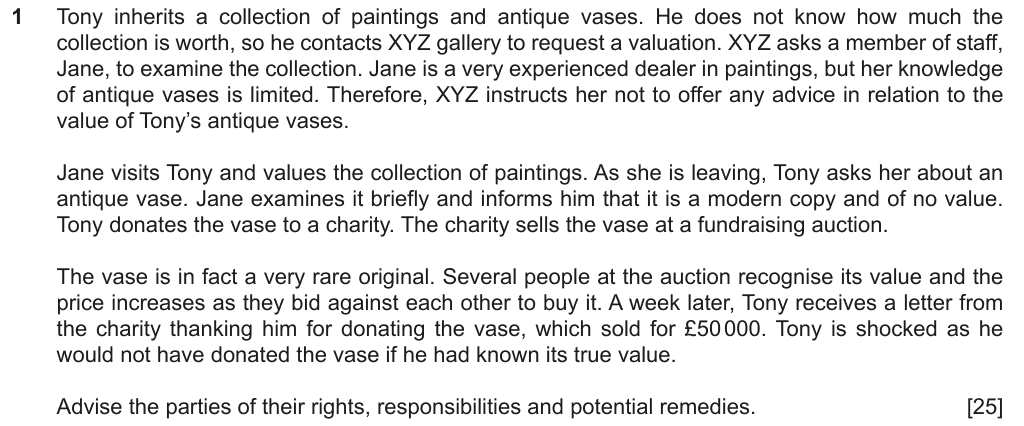 1 Tony inherits a collection of paintings and antique vases. He does not know how much the
collection is worth, so he contacts XYZ gallery to request a valuation. XYZ asks a member of staff,
Jane, to examine the collection. Jane is a very experienced dealer in paintings, but her knowledge
of antique vases is limited. Therefore, XYZ instructs her not to offer any advice in relation to the
value of Tony’s antique vases.
Jane visits Tony and values the collection of paintings. As she is leaving, Tony asks her about an
antique vase. Jane examines it briefly and informs him that it is a modern copy and of no value.
Tony donates the vase to a charity. The charity sells the vase at a fundraising auction.
The vase is in fact a very rare original. Several people at the auction recognise its value and the
price increases as they bid against each other to buy it. A week later, Tony receives a letter from
the charity thanking him for donating the vase, which sold for £50 000. Tony is shocked as he
would not have donated the vase if he had known its true value.
Advise the parties of their rights, responsibilities and potential remedies. [25]